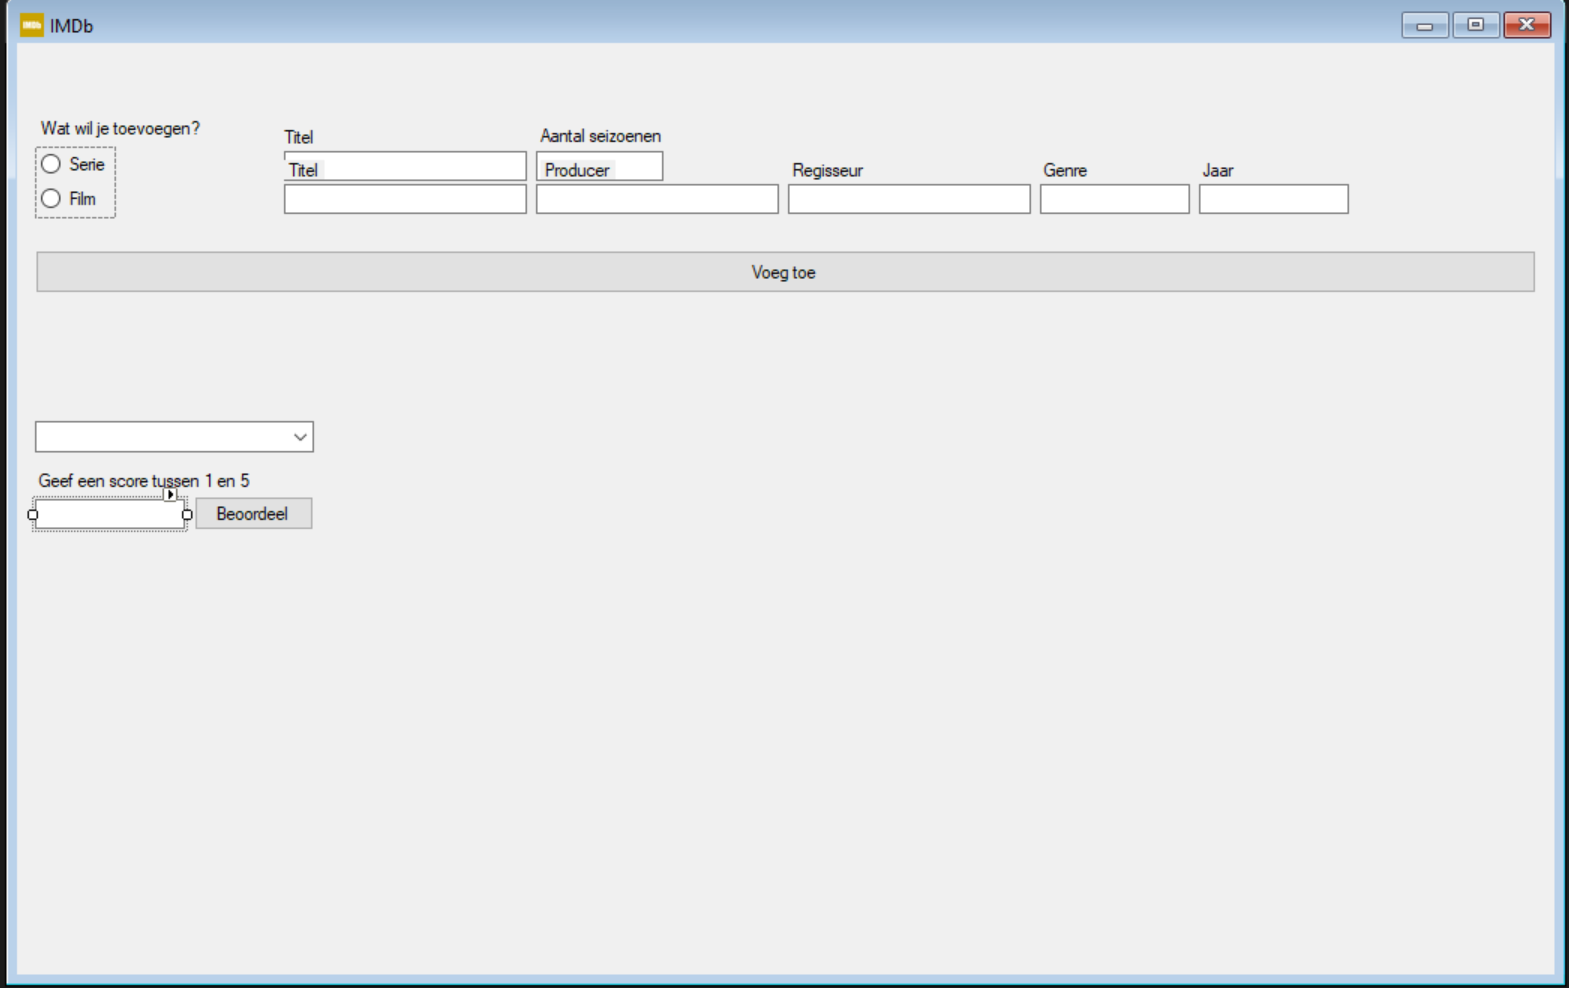 IMDb
Wat wil je toevoegen?
Serie
Film
Titel
Aantal seizoenen
Titel
Producer
Regisseur
Genre
Jaar
Voeg toe
Geef een score tussen 1 en 5
Beoordeel